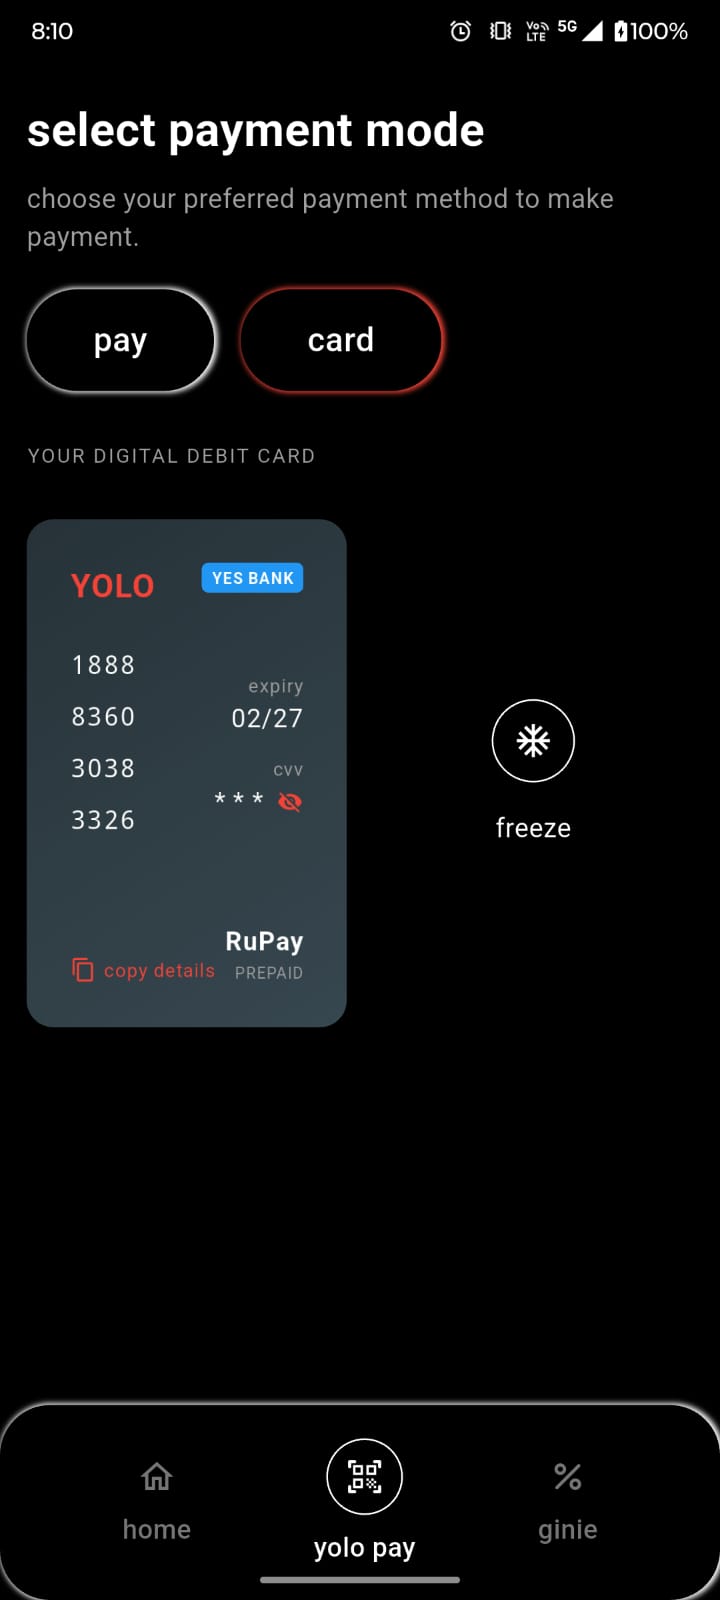 8:10
Vo LTE 5G 100%
select payment mode
choose your preferred payment method to make
payment.
pay card
YOUR DIGITAL DEBIT CARD
YOLO YES BANK
1888
expiry
8360 02/27
3038 cvv
* * *
3326
freeze
RuPay
copy details PREPAID
home yolo pay ginie